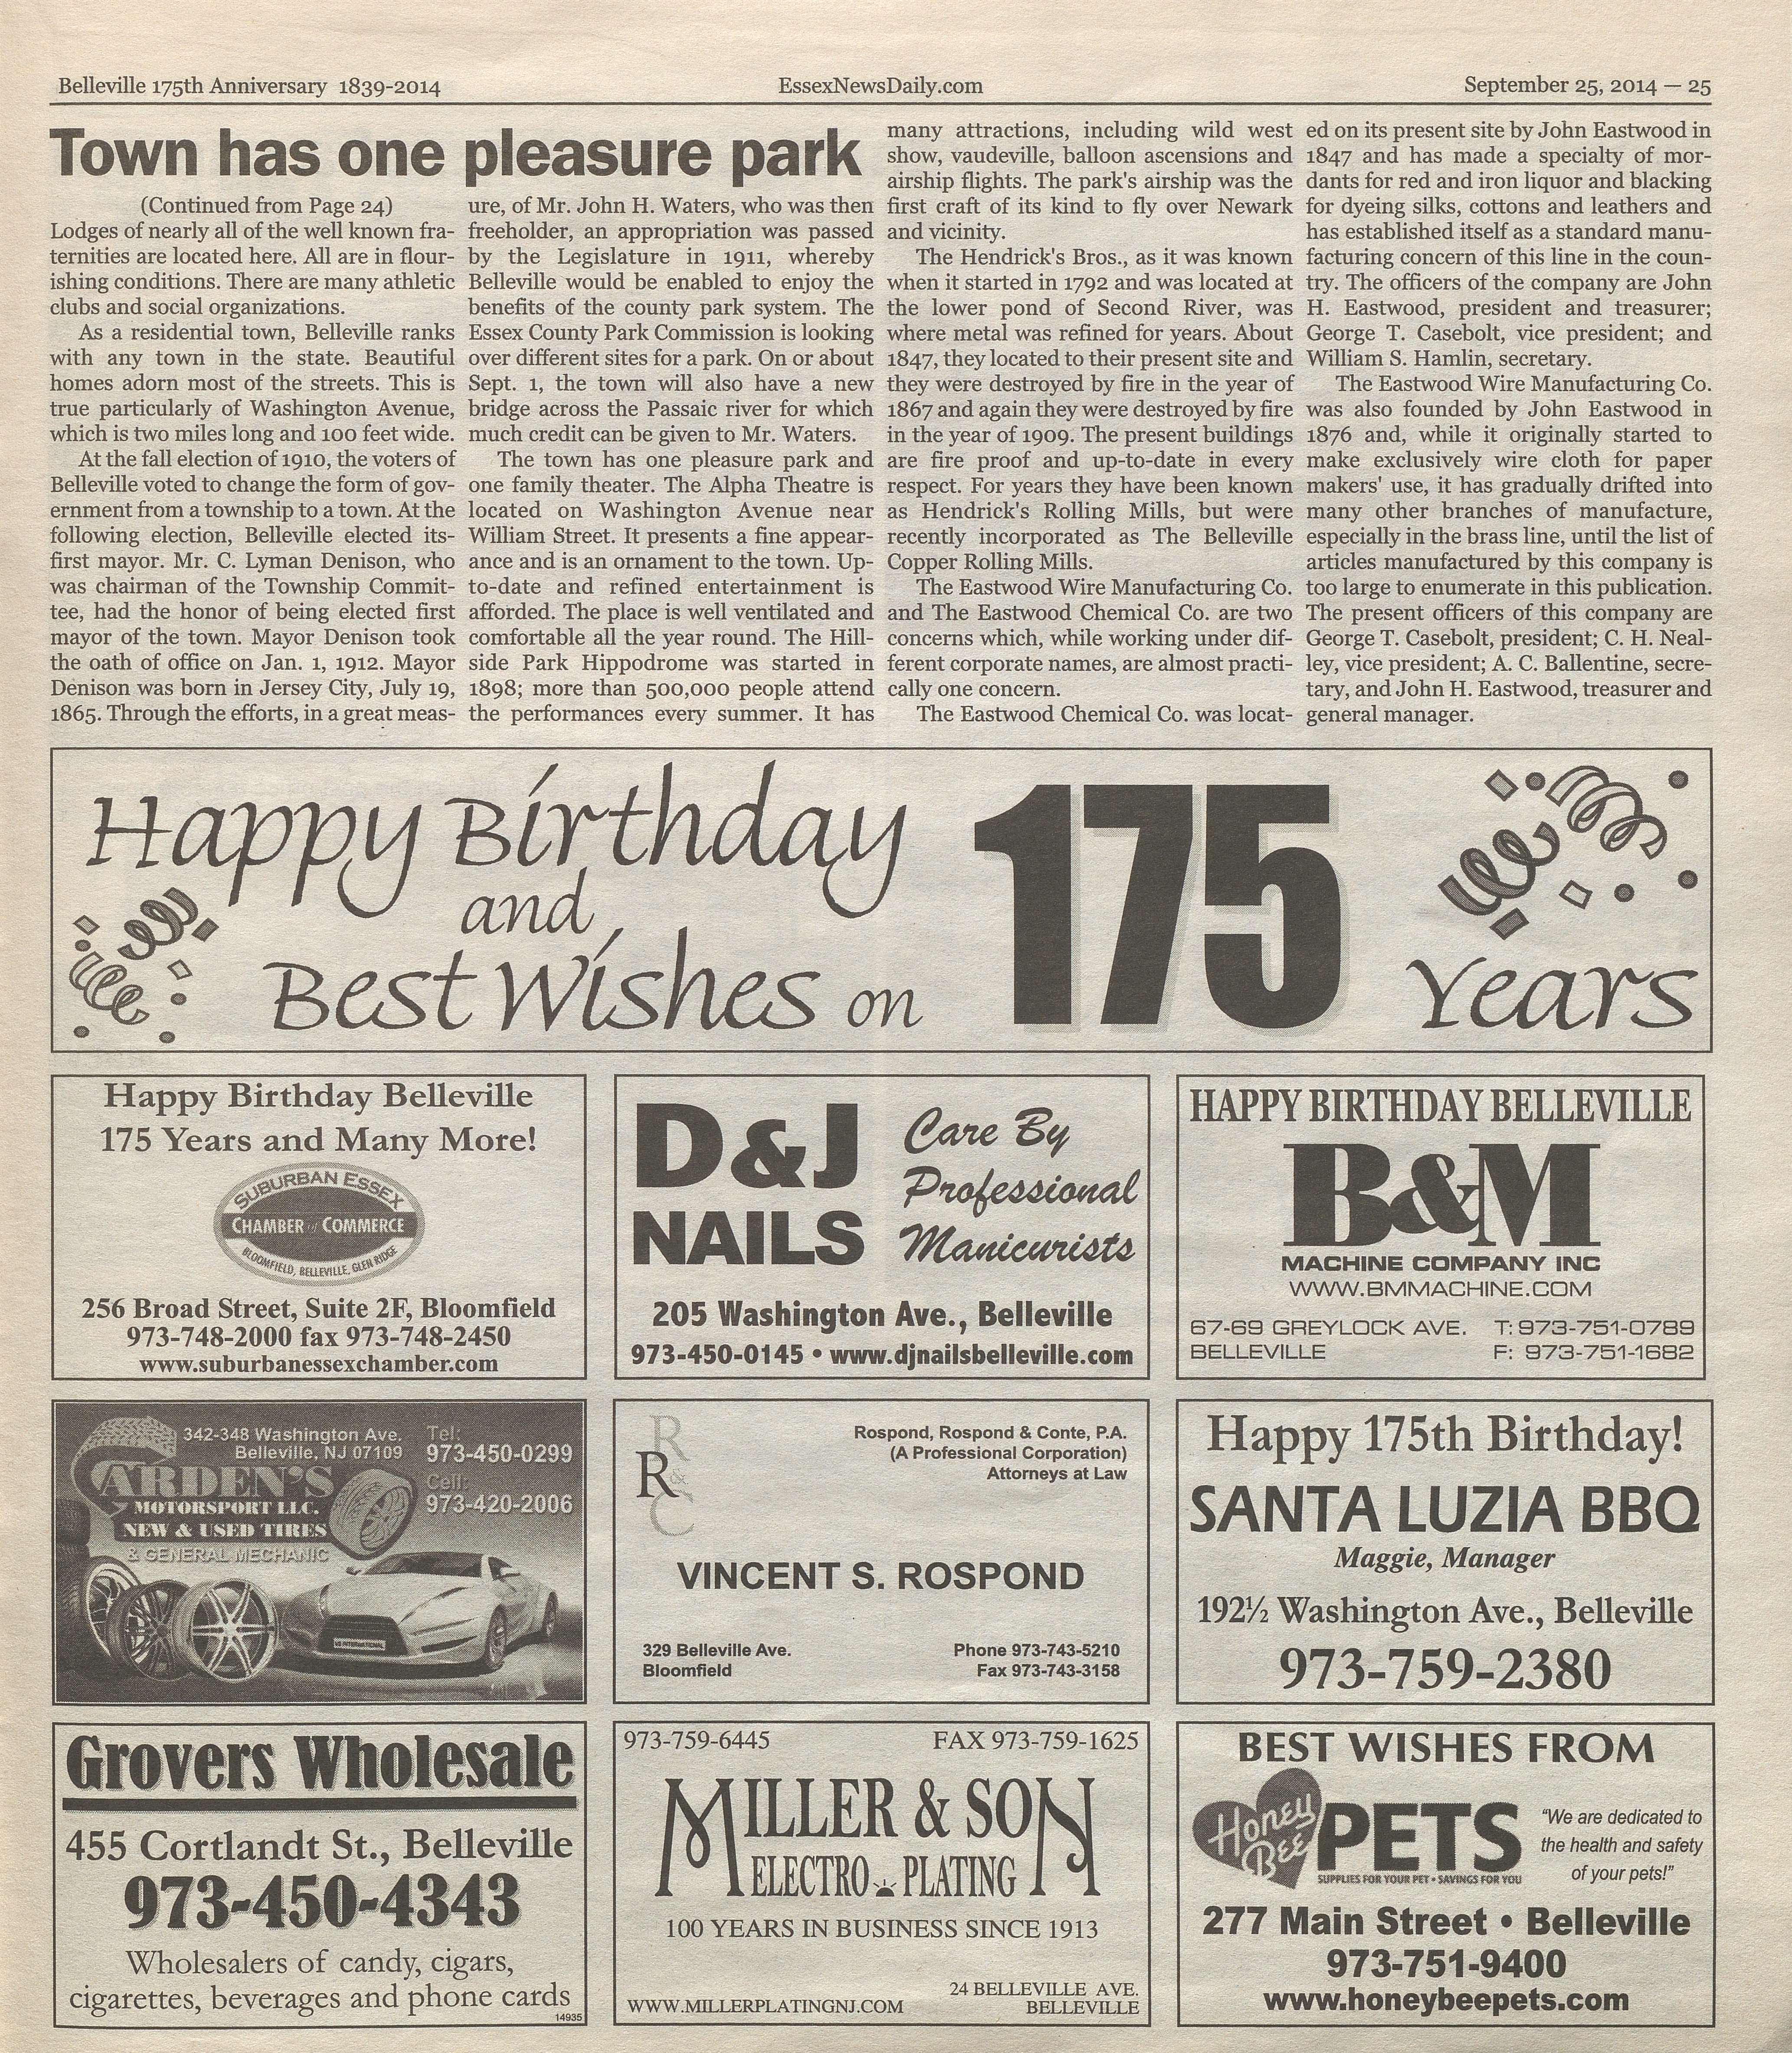 Belleville 175th Anniversary 1839-2014
EssexNewsDaily.com
September 25, 2014 — 25
Town has one pleasure park
(Continued from Page 24)
Lodges of nearly all of the well known fra-
ternities are located here. All are in flour-
ishing conditions. There are many athletic
clubs and social organizations.
As a residential town, Belleville ranks
with any town in the state. Beautiful
homes adorn most of the streets. This is
true particularly of Washington Avenue,
which is two miles long and 100 feet wide.
At the fall election of 1910, the voters of
Belleville voted to change the form of gov-
ernment from a township to a town. At the
following election, Belleville elected its-
first mayor. Mr. C. Lyman Denison, who
was chairman of the Township Commit-
tee, had the honor of being elected first
mayor of the town. Mayor Denison took
the oath of office on Jan. 1, 1912. Mayor
Denison was born in Jersey City, July 19,
1865. Through the efforts, in a great meas-
ure, of Mr. John H. Waters, who was then
freeholder, an appropriation was passed
by the Legislature in 1911, whereby
Belleville would be enabled to enjoy the
benefits of the county park system. The
Essex County Park Commission is looking
over different sites for a park. On or about
Sept. 1, the town will also have a new
bridge across the Passaic river for which
much credit can be given to Mr. Waters.
The town has one pleasure park and
one family theater. The Alpha Theatre is
located on Washington Avenue near
William Street. It presents a fine appear-
ance and is an ornament to the town. Up-
to-date and refined entertainment is
afforded. The place is well ventilated and
comfortable all the year round. The Hill-
side Park Hippodrome was started in
1898; more than 500,000 people attend
the performances every summer. It has
many attractions, including wild west
show, vaudeville, balloon ascensions and
airship flights. The park's airship was the
first craft of its kind to fly over Newark
and vicinity.
The Hendrick's Bros., as it was known
when it started in 1792 and was located at
the lower pond of Second River, was
where metal was refined for years. About
1847, they located to their present site and
they were destroyed by fire in the year of
1867 and again they were destroyed by fire
in the year of 1909. The present buildings
are fire proof and up-to-date in every
respect. For years they have been known
as Hendrick's Rolling Mills, but were
recently incorporated as The Belleville
Copper Rolling Mills.
The Eastwood Wire Manufacturing Co.
and The Eastwood Chemical Co. are two
concerns which, while working under dif-
ferent corporate names, are almost practi-
cally one concern.
The Eastwood Chemical Co. was locat-
ed on its present site by John Eastwood in
1847 and has made a specialty of mor-
dants for red and iron liquor and blacking
for dyeing silks, cottons and leathers and
has established itself as a standard manu-
facturing concern of this line in the coun-
try. The officers of the company are John
H. Eastwood, president and treasurer;
George T. Casebolt, vice president; and
William S. Hamlin, secretary.
The Eastwood Wire Manufacturing Co.
was also founded by John Eastwood in
1876 and, while it originally started to
make exclusively wire cloth for paper
makers' use, it has gradually drifted into
many other branches of manufacture,
especially in the brass line, until the list of
articles manufactured by this company is
too large to enumerate in this publication.
The present officers of this company are
George T. Casebolt, president; C. H. Neal-
ley, vice president; A. C. Ballentine, secre-
tary, and John H. Eastwood, treasurer and
general manager.
Happy Birthday
and
Best Wishes on
175
Years
Happy Birthday Belleville
175 Years and Many More!
SUBURBAN ESSEX
CHAMBER of COMMERCE
BLOOMFIELD, BELLEVILLE, GLEN RIDGE
256 Broad Street, Suite 2F, Bloomfield
973-748-2000 fax 973-748-2450
www.suburbanessexchamber.com
D&J
NAILS
Care By
Professional
Manicurists
205 Washington Ave., Belleville
973-450-0145 • www.djnailsbelleville.com
HAPPY BIRTHDAY BELLEVILLE
B&M
MACHINE COMPANY INC
WWW.BMMACHINE.COM
67-69 GREYLOCK AVE. T: 973-751-0789
BELLEVILLE F: 973-751-1682
342-348 Washington Ave.
Belleville, NJ 07109
Tel:
973-450-0299
Cell:
973-420-2006
CARDEN'S
MOTORSPORT LLC.
NEW & USED TIRES
& GENERAL MECHANIC
VS INTERNATIONAL
R
R&
C
Rospond, Rospond & Conte, P.A.
(A Professional Corporation)
Attorneys at Law
VINCENT S. ROSPOND
329 Belleville Ave.
Bloomfield
Phone 973-743-5210
Fax 973-743-3158
Happy 175th Birthday!
SANTA LUZIA BBQ
Maggie, Manager
192½ Washington Ave., Belleville
973-759-2380
Grovers Wholesale
455 Cortlandt St., Belleville
973-450-4343
Wholesalers of candy, cigars,
cigarettes, beverages and phone cards
14935
973-759-6445 FAX 973-759-1625
MILLER & SON
ELECTRO PLATING
100 YEARS IN BUSINESS SINCE 1913
WWW.MILLERPLATINGNJ.COM
24 BELLEVILLE AVE.
BELLEVILLE
BEST WISHES FROM
Honey
Bee
PETS
SUPPLIES FOR YOUR PET • SAVINGS FOR YOU
"We are dedicated to
the health and safety
of your pets!"
277 Main Street • Belleville
973-751-9400
www.honeybeepets.com